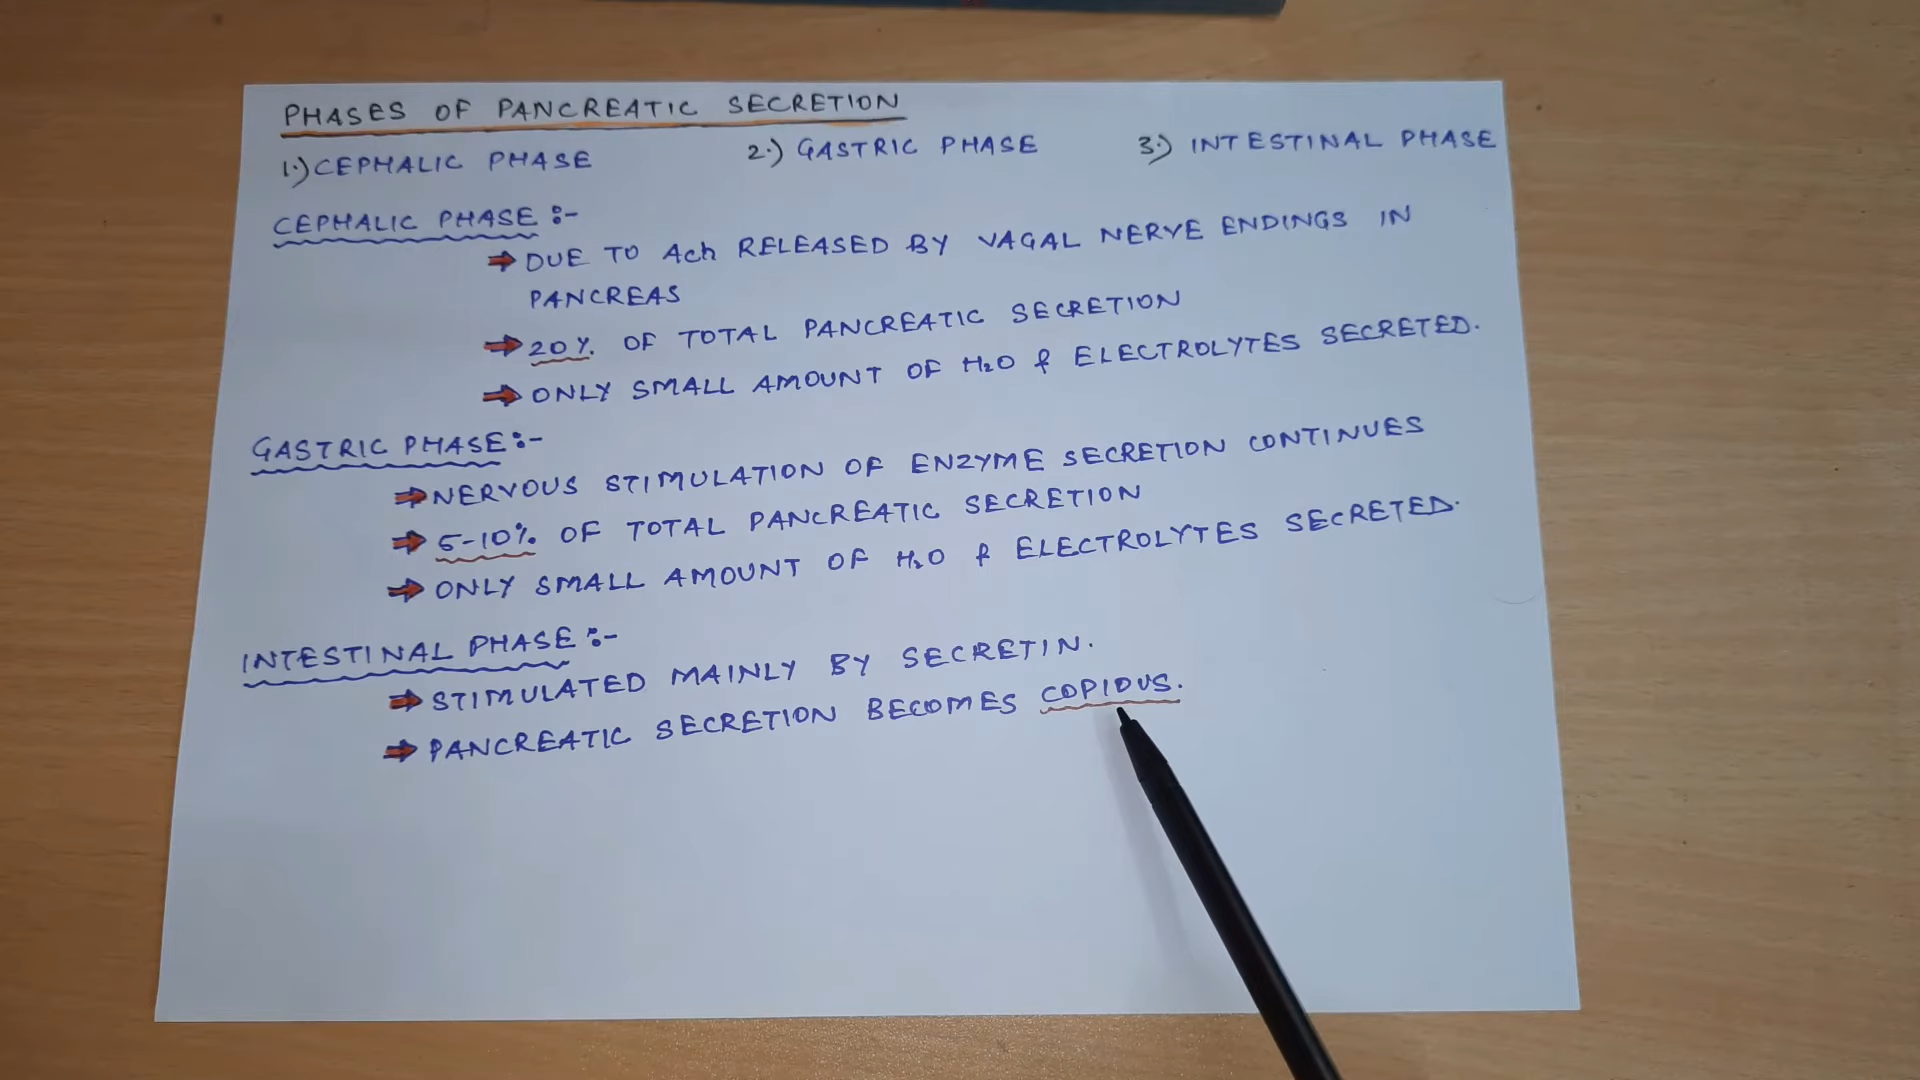 PHASES OF PANCREATIC SECRETION
1.) CEPHALIC PHASE 2.) GASTRIC PHASE 3.) INTESTINAL PHASE
CEPHALIC PHASE :-
⇒ DUE TO Ach RELEASED BY VAGAL NERVE ENDINGS IN
PANCREAS
⇒ 20% OF TOTAL PANCREATIC SECRETION
⇒ ONLY SMALL AMOUNT OF H₂O & ELECTROLYTES SECRETED.
GASTRIC PHASE :-
⇒ NERVOUS STIMULATION OF ENZYME SECRETION CONTINUES
⇒ 5-10% OF TOTAL PANCREATIC SECRETION
⇒ ONLY SMALL AMOUNT OF H₂O & ELECTROLYTES SECRETED.
INTESTINAL PHASE :-
⇒ STIMULATED MAINLY BY SECRETIN.
⇒ PANCREATIC SECRETION BECOMES COPIOUS.